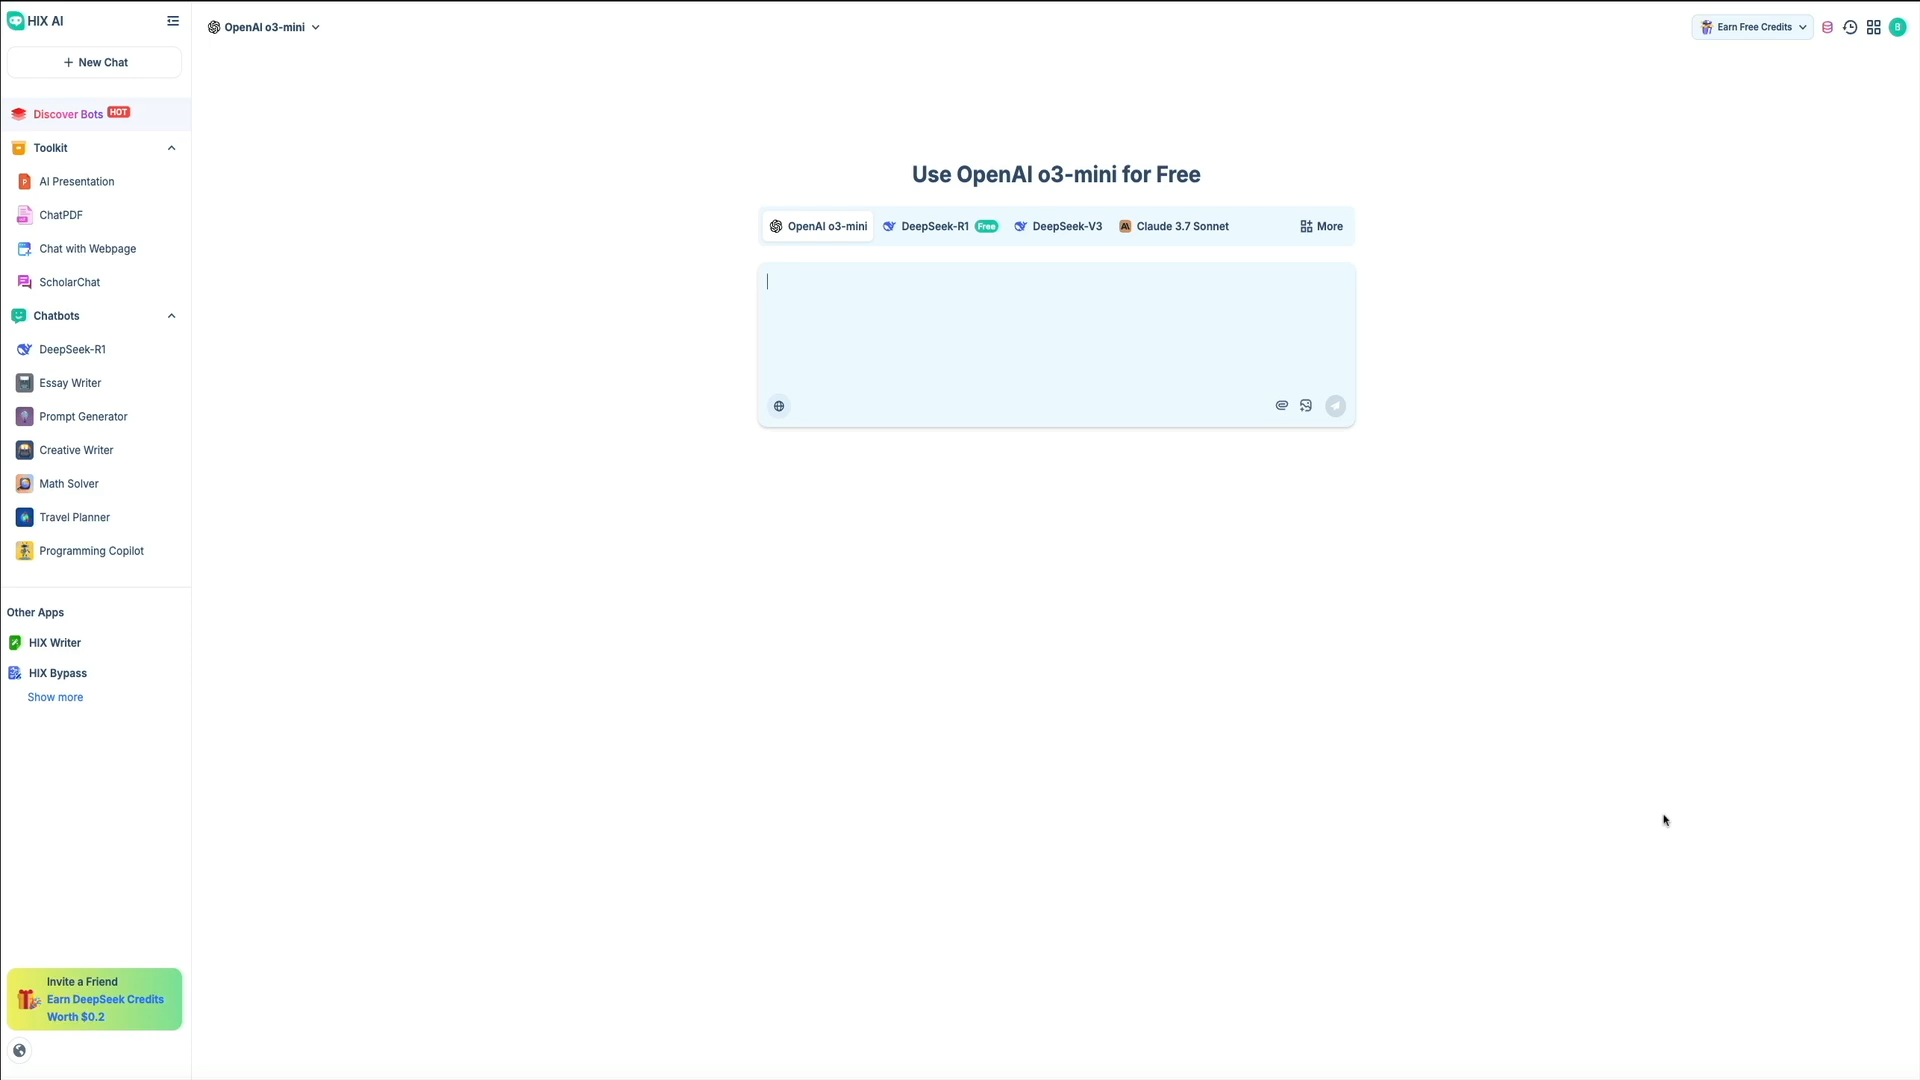 HIX AI
New Chat
Discover Bots HOT
Toolkit
AI Presentation
ChatPDF
Chat with Webpage
ScholarChat
Chatbots
DeepSeek-R1
Essay Writer
Prompt Generator
Creative Writer
Math Solver
Travel Planner
Programming Copilot
Other Apps
HIX Writer
HIX Bypass
Show more
Invite a Friend
Earn DeepSeek Credits
Worth $0.2
OpenAI o3-mini
Earn Free Credits
B
Use OpenAI o3-mini for Free
OpenAI o3-mini DeepSeek-R1 Free DeepSeek-V3 Claude 3.7 Sonnet More